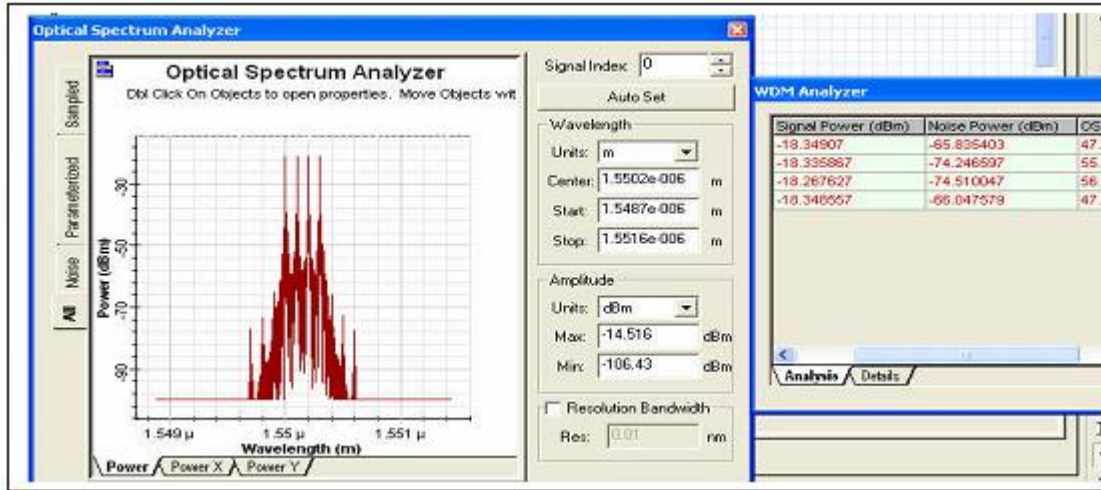 Optical Spectrum Analyzer
Optical Spectrum Analyzer
Dbl Click On Objects to open properties. Move Objects wit
Sampled
Parameterized
Noise
All
Power (dBm)
-30
-50
-70
-90
1.549 µ
1.55 µ
1.551 µ
Wavelength (m)
Power
Power X
Power Y
Signal Index: 0
Auto Set
Wavelength
Units: m
Center: 1.5502e-006 m
Start: 1.5487e-006 m
Stop: 1.5516e-006 m
Amplitude
Units: dBm
Max: -14.516 dBm
Min: -106.43 dBm
Resolution Bandwidth
Res: 0.01 nm
WDM Analyzer
Signal Power (dBm) Noise Power (dBm) OS
-18.34907 -65.835403 47.
-18.335867 -74.246597 55.
-18.267627 -74.510047 56
-18.348557 -66.047579 47.
Analysis
Details